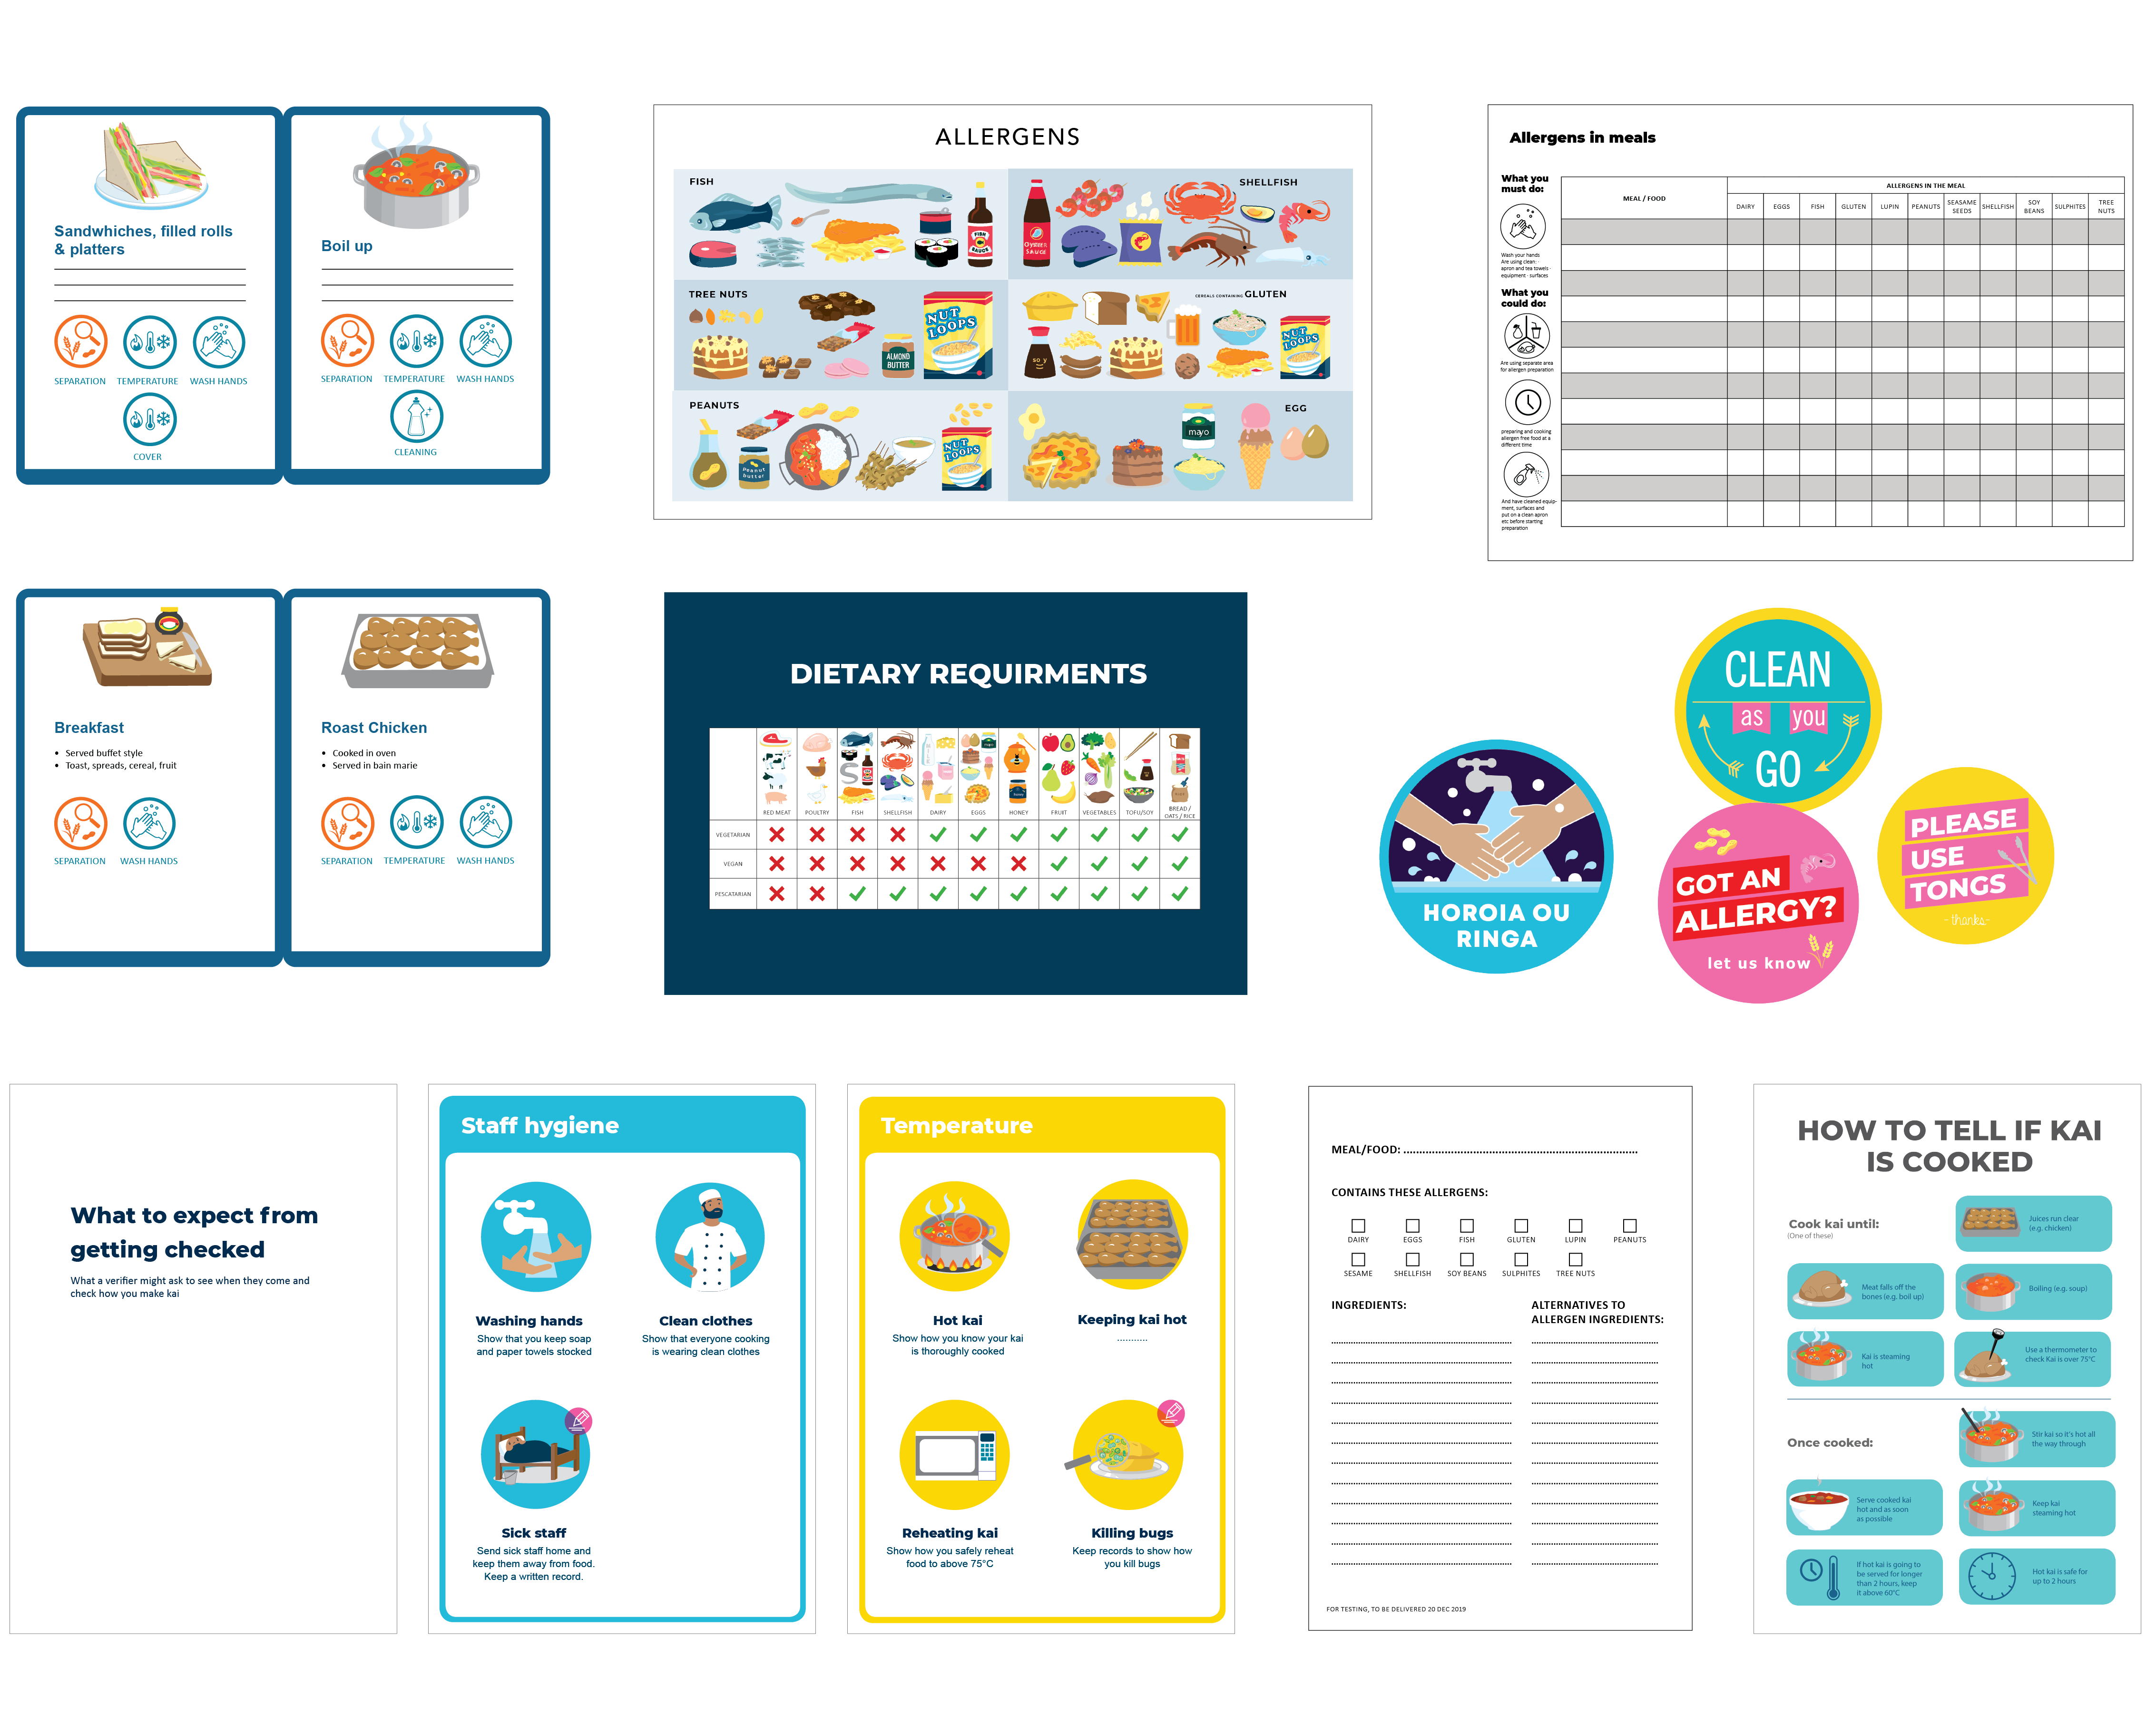 Sandwhiches, filled rolls
& platters
SEPARATION TEMPERATURE WASH HANDS
COVER
Boil up
SEPARATION TEMPERATURE WASH HANDS
CLEANING
ALLERGENS
FISH
FISH
SAUCE
SHELLFISH
OYSTER
SAUCE
TREE NUTS
ALMOND
BUTTER
NUT
LOOPS
CEREALS CONTAINING GLUTEN
soy
NUT
LOOPS
PEANUTS
Peanut
butter
NUT
LOOPS
EGG
mayo
Allergens in meals
What you
must do:
Wash your hands
Are using clean -
apron and tea towels -
equipment - surfaces
What you
could do:
Are using separate area
for allergen preparation
preparing and cooking
allergen free food at a
different time
And have cleaned equip-
ment, surfaces and
put on a clean apron
etc before starting
preparation
MEAL / FOOD
ALLERGENS IN THE MEAL
DAIRY EGGS FISH GLUTEN LUPIN PEANUTS SEASAME SEEDS SHELLFISH SOY BEANS SULPHITES TREE NUTS
Breakfast
• Served buffet style
• Toast, spreads, cereal, fruit
SEPARATION WASH HANDS
Roast Chicken
• Cooked in oven
• Served in bain marie
SEPARATION TEMPERATURE WASH HANDS
DIETARY REQUIRMENTS
RED MEAT POULTRY FISH SHELLFISH DAIRY EGGS HONEY FRUIT VEGETABLES TOFU/SOY BREAD / OATS / RICE
VEGETARIAN
VEGAN
PESCATARIAN
CLEAN
as you
GO
HOROIA OU
RINGA
GOT AN
ALLERGY?
let us know
PLEASE
USE
TONGS
- thanks -
What to expect from
getting checked
What a verifier might ask to see when they come and
check how you make kai
Staff hygiene
Washing hands
Show that you keep soap
and paper towels stocked
Clean clothes
Show that everyone cooking
is wearing clean clothes
Sick staff
Send sick staff home and
keep them away from food.
Keep a written record.
Temperature
Hot kai
Show how you know your kai
is thoroughly cooked
Keeping kai hot
...........
Reheating kai
Show how you safely reheat
food to above 75°C
Killing bugs
Keep records to show how
you kill bugs
MEAL/FOOD:
CONTAINS THESE ALLERGENS:
DAIRY EGGS FISH GLUTEN LUPIN PEANUTS
SESAME SHELLFISH SOY BEANS SULPHITES TREE NUTS
INGREDIENTS:
ALTERNATIVES TO
ALLERGEN INGREDIENTS:
FOR TESTING, TO BE DELIVERED 20 DEC 2019
HOW TO TELL IF KAI
IS COOKED
Cook kai until:
(One of these)
Juices run clear
(e.g. chicken)
Meat falls off the
bones (e.g. boil up)
Boiling (e.g. soup)
Kai is steaming
hot
Use a thermometer to
check Kai is over 75°C
Once cooked:
Stir kai so it's hot all
the way through
Serve cooked kai
hot and as soon
as possible
Keep kai
steaming hot
If hot kai is going to
be served for longer
than 2 hours, keep
it above 60°C
Hot kai is safe for
up to 2 hours